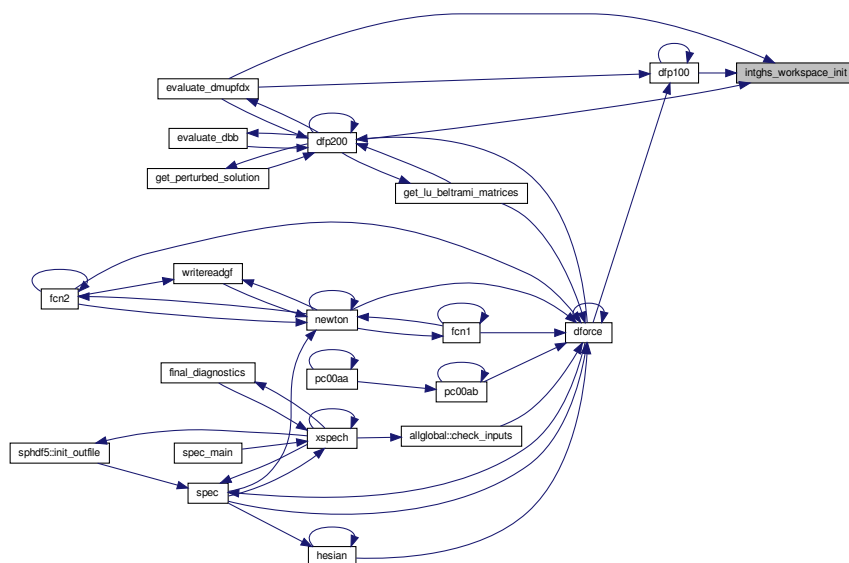 dfp100
intghs_workspace_init
evaluate_dmupfdx
evaluate_dbb
dfp200
get_perturbed_solution
get_lu_beltrami_matrices
writereadgf
fcn2
newton
fcn1
dforce
final_diagnostics
pc00aa
pc00ab
xspech
allglobal::check_inputs
sphdf5::init_outfile
spec_main
spec
hesian